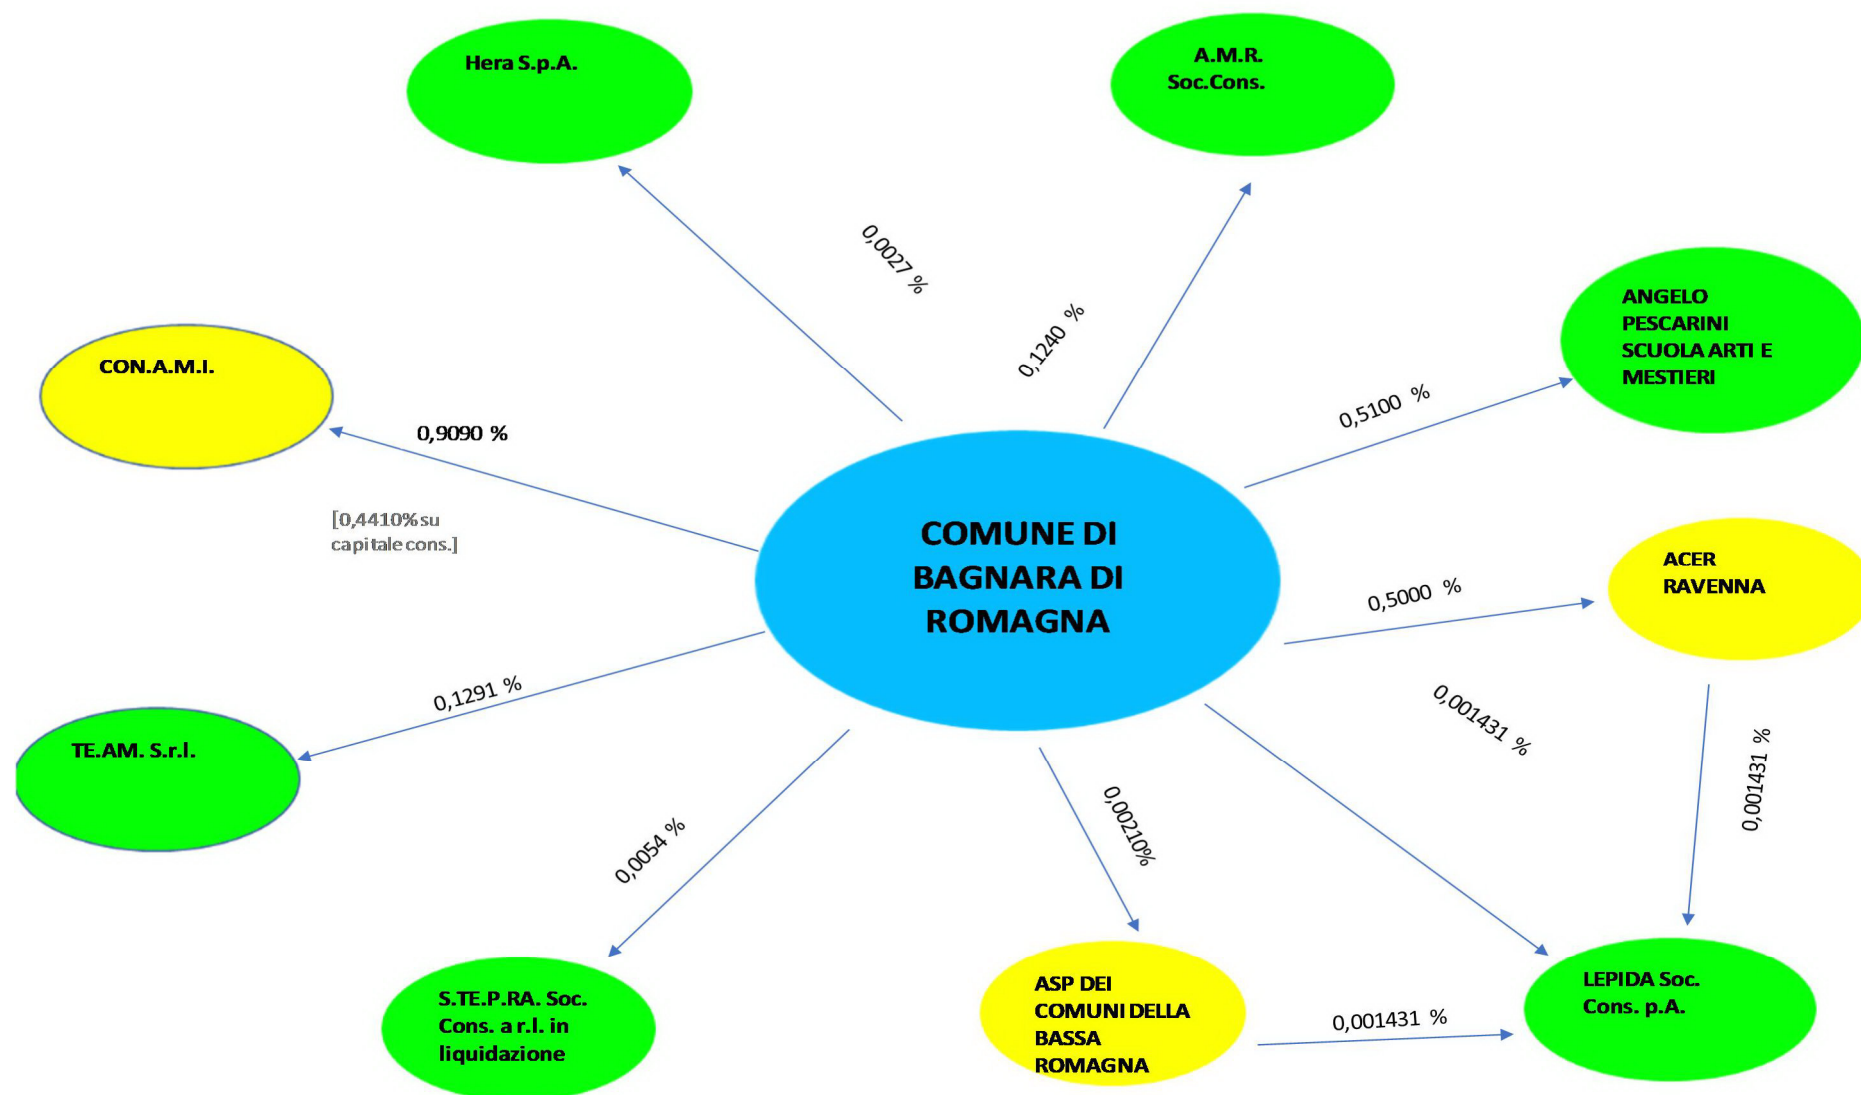 Hera S.p.A.
A.M.R.
Soc.Cons.
0,0027 %
0,1240 %
ANGELO
PESCARINI
SCUOLA ARTI E
MESTIERI
CON.A.M.I.
0,9090 %
0,5100 %
[0,4410% su
capitale cons.]
COMUNE DI
BAGNARA DI
ROMAGNA
ACER
RAVENNA
0,5000 %
0,1291 %
TE.AM. S.r.l.
0,001431 %
0,001431 %
0,0054 %
0,00210%
S.TE.P.RA. Soc.
Cons. a r.l. in
liquidazione
ASP DEI
COMUNI DELLA
BASSA
ROMAGNA
0,001431 %
LEPIDA Soc.
Cons. p.A.